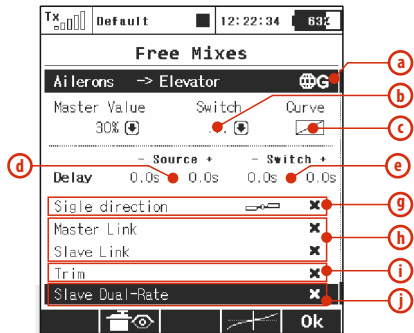 Tx Default 12:22:34 63%
Free Mixes
Ailerons -> Elevator G
a
Master Value Switch Curve
b
30% ...
c
- Source + - Switch +
d
e
Delay 0.0s 0.0s 0.0s 0.0s
Sigle direction
g
Master Link
h
Slave Link
Trim
i
Slave Dual-Rate
j
Ok